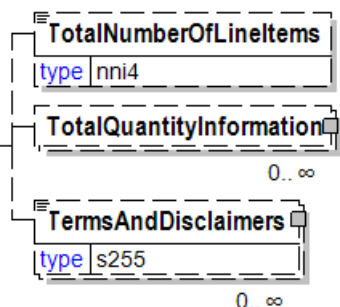 TotalNumberOfLineItems
type nni4
TotalQuantityInformation
0.. ∞
TermsAndDisclaimers
type s255
0.. ∞